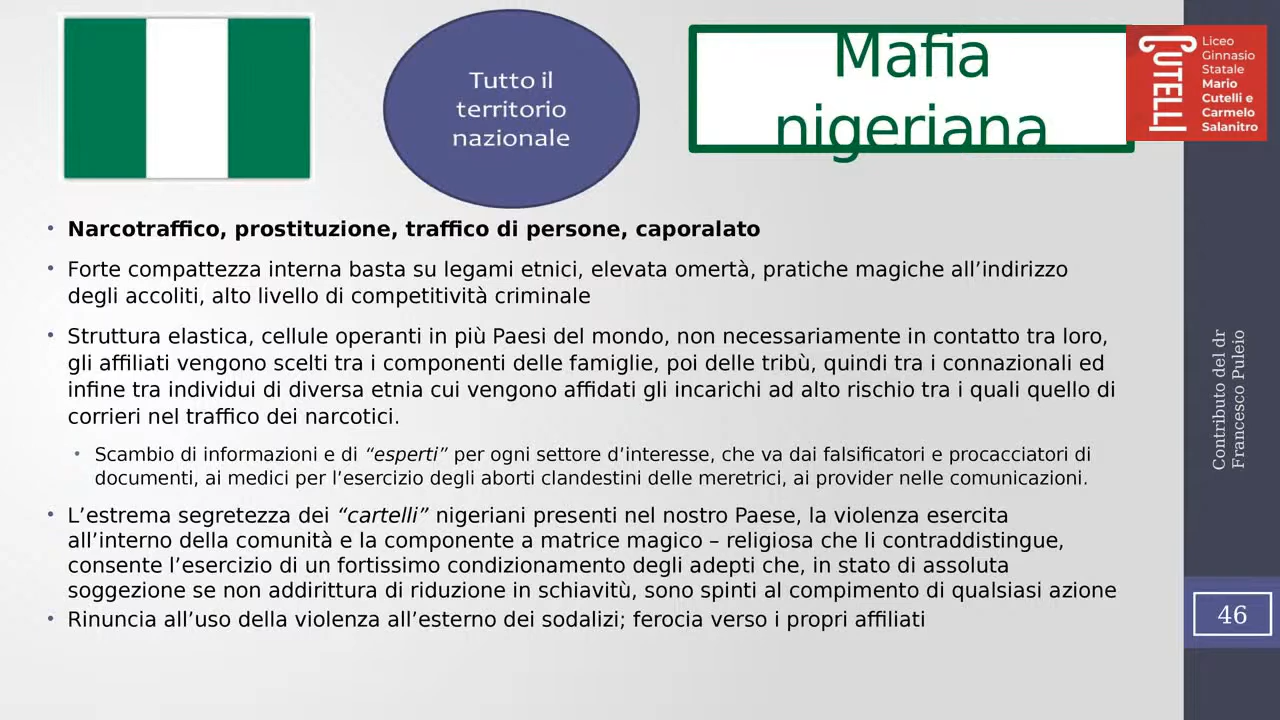 Tutto il
territorio
nazionale
Mafia
nigeriana
CUTELLI
Liceo
Ginnasio
Statale
Mario
Cutelli e
Carmelo
Salanitro
• Narcotraffico, prostituzione, traffico di persone, caporalato
• Forte compattezza interna basta su legami etnici, elevata omertà, pratiche magiche all’indirizzo
degli accoliti, alto livello di competitività criminale
• Struttura elastica, cellule operanti in più Paesi del mondo, non necessariamente in contatto tra loro,
gli affiliati vengono scelti tra i componenti delle famiglie, poi delle tribù, quindi tra i connazionali ed
infine tra individui di diversa etnia cui vengono affidati gli incarichi ad alto rischio tra i quali quello di
corrieri nel traffico dei narcotici.
• Scambio di informazioni e di “esperti” per ogni settore d’interesse, che va dai falsificatori e procacciatori di
documenti, ai medici per l’esercizio degli aborti clandestini delle meretrici, ai provider nelle comunicazioni.
• L’estrema segretezza dei “cartelli” nigeriani presenti nel nostro Paese, la violenza esercita
all’interno della comunità e la componente a matrice magico – religiosa che li contraddistingue,
consente l’esercizio di un fortissimo condizionamento degli adepti che, in stato di assoluta
soggezione se non addirittura di riduzione in schiavitù, sono spinti al compimento di qualsiasi azione
• Rinuncia all’uso della violenza all’esterno dei sodalizi; ferocia verso i propri affiliati
Contributo del dr
Francesco Puleio
46